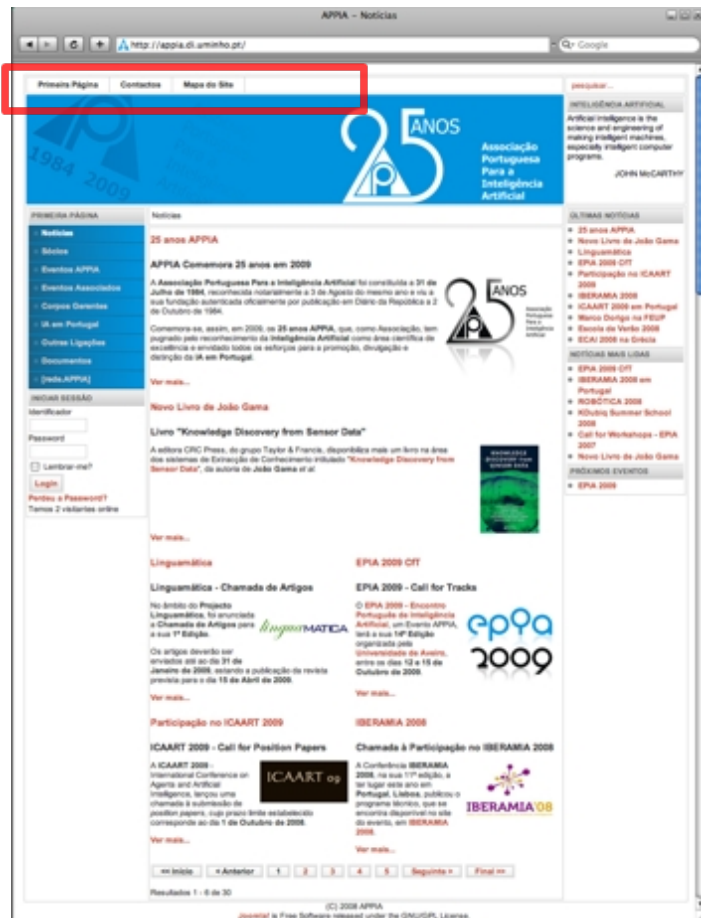 APPIA – Notícias
http://appia.di.uminho.pt/
Google
Primeira Página Contactos Mapa do Site
pesquisar...
1984 2009
25 ANOS
Associação
Portuguesa
Para a
Inteligência
Artificial
INTELIGÊNCIA ARTIFICIAL
Artificial Intelligence is the
science and engineering of
making intelligent machines,
especially intelligent computer
programs.
JOHN McCARTHY
PRIMEIRA PÁGINA
Notícias
Sócios
Eventos APPIA
Eventos Associados
Corpos Gerentes
IA em Portugal
Outras Ligações
Documentos
[rede.APPIA]
INICIAR SESSÃO
Identificador
Password
Lembrar-me?
Login
Perdeu a Password?
Temos 2 visitantes online
Notícias
25 anos APPIA
APPIA Comemora 25 anos em 2009
A Associação Portuguesa Para a Inteligência Artificial foi constituída a 31 de
Julho de 1984, reconhecida notarialmente a 3 de Agosto do mesmo ano e viu a
sua fundação autenticada oficialmente por publicação em Diário da República a 2
de Outubro de 1984.
Comemora-se, assim, em 2009, os 25 anos APPIA, que, como Associação, tem
pugnado pelo reconhecimento da Inteligência Artificial como área científica de
excelência e envidado todos os esforços para a promoção, divulgação e
distinção da IA em Portugal.
25 ANOS
Associação
Portuguesa
Para a
Inteligência
Artificial
Ver mais...
Novo Livro de João Gama
Livro "Knowledge Discovery from Sensor Data"
A editora CRC Press, do grupo Taylor & Francis, disponibiliza mais um livro na área
dos sistemas de Extracção de Conhecimento intitulado "Knowledge Discovery from
Sensor Data", da autoria de João Gama et al.
KNOWLEDGE
DISCOVERY FROM
SENSOR DATA
Ver mais...
Linguamática
Linguamática - Chamada de Artigos
No âmbito do Projecto
Linguamática, foi anunciada
a Chamada de Artigos para
a sua 1ª Edição.
linguaMATICA
Os artigos deverão ser
enviados até ao dia 31 de
Janeiro de 2009, estando a publicação da revista
prevista para o dia 15 de Abril de 2009.
Ver mais...
EPIA 2009 CfT
EPIA 2009 - Call for Tracks
O EPIA 2009 - Encontro
Português de Inteligência
Artificial, um Evento APPIA,
terá a sua 14ª Edição
organizada pela
Universidade de Aveiro,
entre os dias 12 e 15 de
Outubro de 2009.
epia
2009
Ver mais...
Participação no ICAART 2009
ICAART 2009 - Call for Position Papers
A ICAART 2009 -
International Conference on
Agents and Artificial
Intelligence, lançou uma
chamada à submissão de
position papers, cujo prazo limite estabelecido
corresponde ao dia 1 de Outubro de 2008.
ICAART 09
Ver mais...
IBERAMIA 2008
Chamada à Participação no IBERAMIA 2008
A Conferência IBERAMIA
2008, na sua 11ª edição, a
ter lugar este ano em
Portugal, Lisboa, publicou o
programa técnico, que se
encontra disponível no site
do evento, em IBERAMIA
2008.
IBERAMIA'08
Ver mais...
<< Início < Anterior 1 2 3 4 5 Seguinte > Final >>
Resultados 1 - 6 de 30
ÚLTIMAS NOTÍCIAS
25 anos APPIA
Novo Livro de João Gama
Linguamática
EPIA 2009 CfT
Participação no ICAART
2009
IBERAMIA 2008
ICAART 2009 em Portugal
Marco Dorigo na FEUP
Escola de Verão 2008
ECAI 2008 na Grécia
NOTÍCIAS MAIS LIDAS
EPIA 2009 CfT
IBERAMIA 2008 em
Portugal
ROBÓTICA 2008
KDubiq Summer School
2008
Call for Workshops - EPIA
2007
Novo Livro de João Gama
PRÓXIMOS EVENTOS
EPIA 2009
(C) 2008 APPIA
Joomla! is Free Software released under the GNU/GPL License.